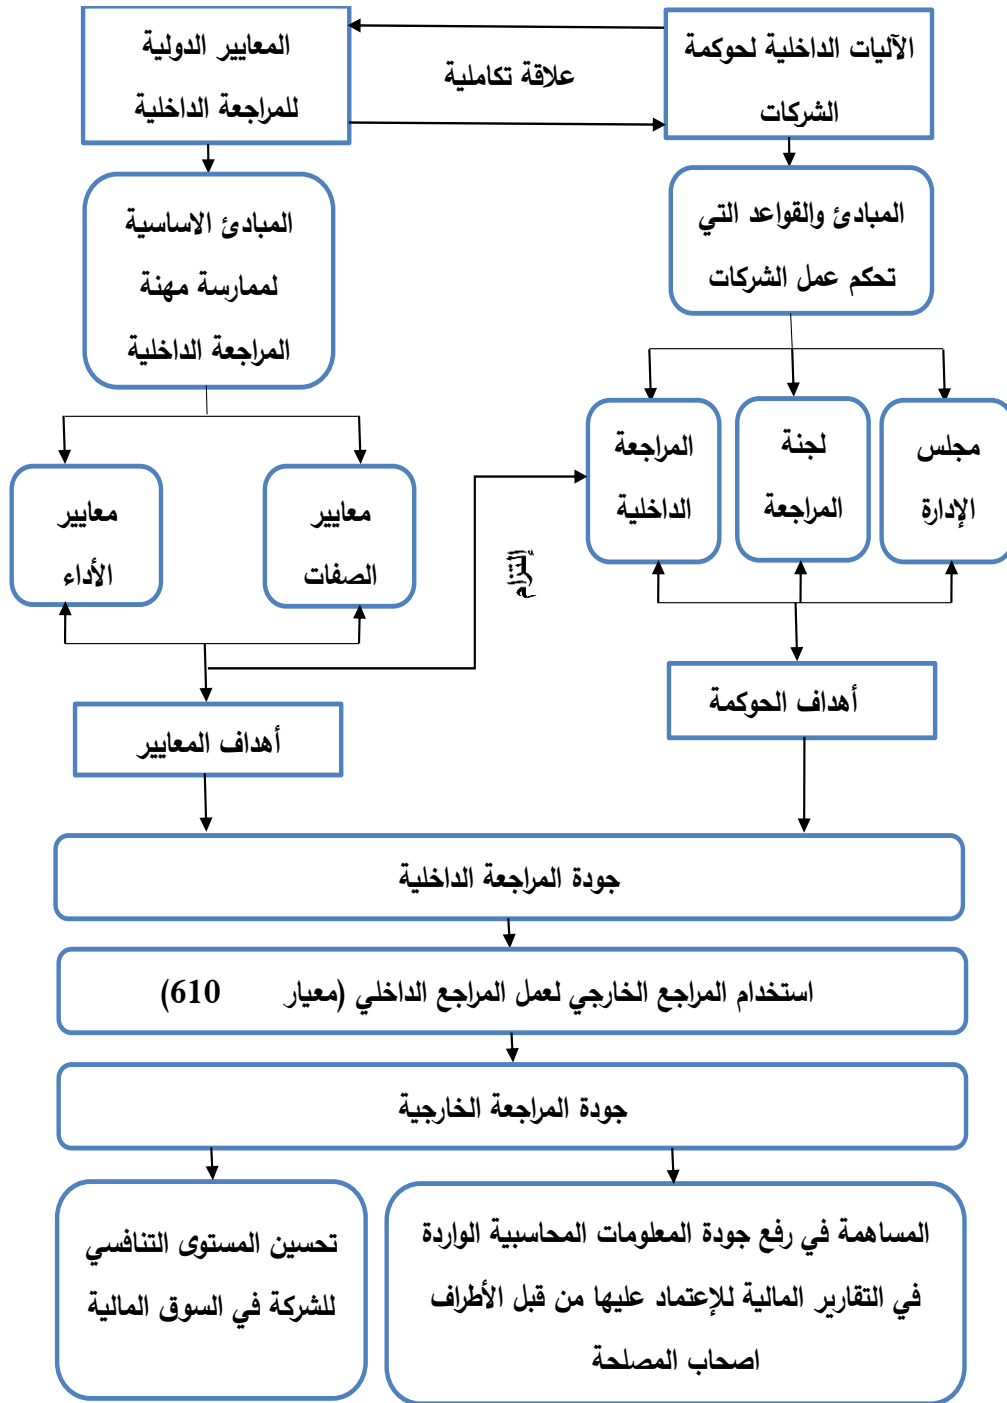 الآليات الداخلية لحوكمة
الشركات
علاقة تكاملية
المعايير الدولية
للمراجعة الداخلية
المبادئ والقواعد التي
تحكم عمل الشركات
المبادئ الاساسية
لممارسة مهنة
المراجعة الداخلية
مجلس
الإدارة
لجنة
المراجعة
المراجعة
الداخلية
إلتزام
معايير
الصفات
معايير
الأداء
أهداف الحوكمة
أهداف المعايير
جودة المراجعة الداخلية
استخدام المراجع الخارجي لعمل المراجع الداخلي (معيار 610)
جودة المراجعة الخارجية
المساهمة في رفع جودة المعلومات المحاسبية الواردة
في التقارير المالية للإعتماد عليها من قبل الأطراف
اصحاب المصلحة
تحسين المستوى التنافسي
للشركة في السوق المالية